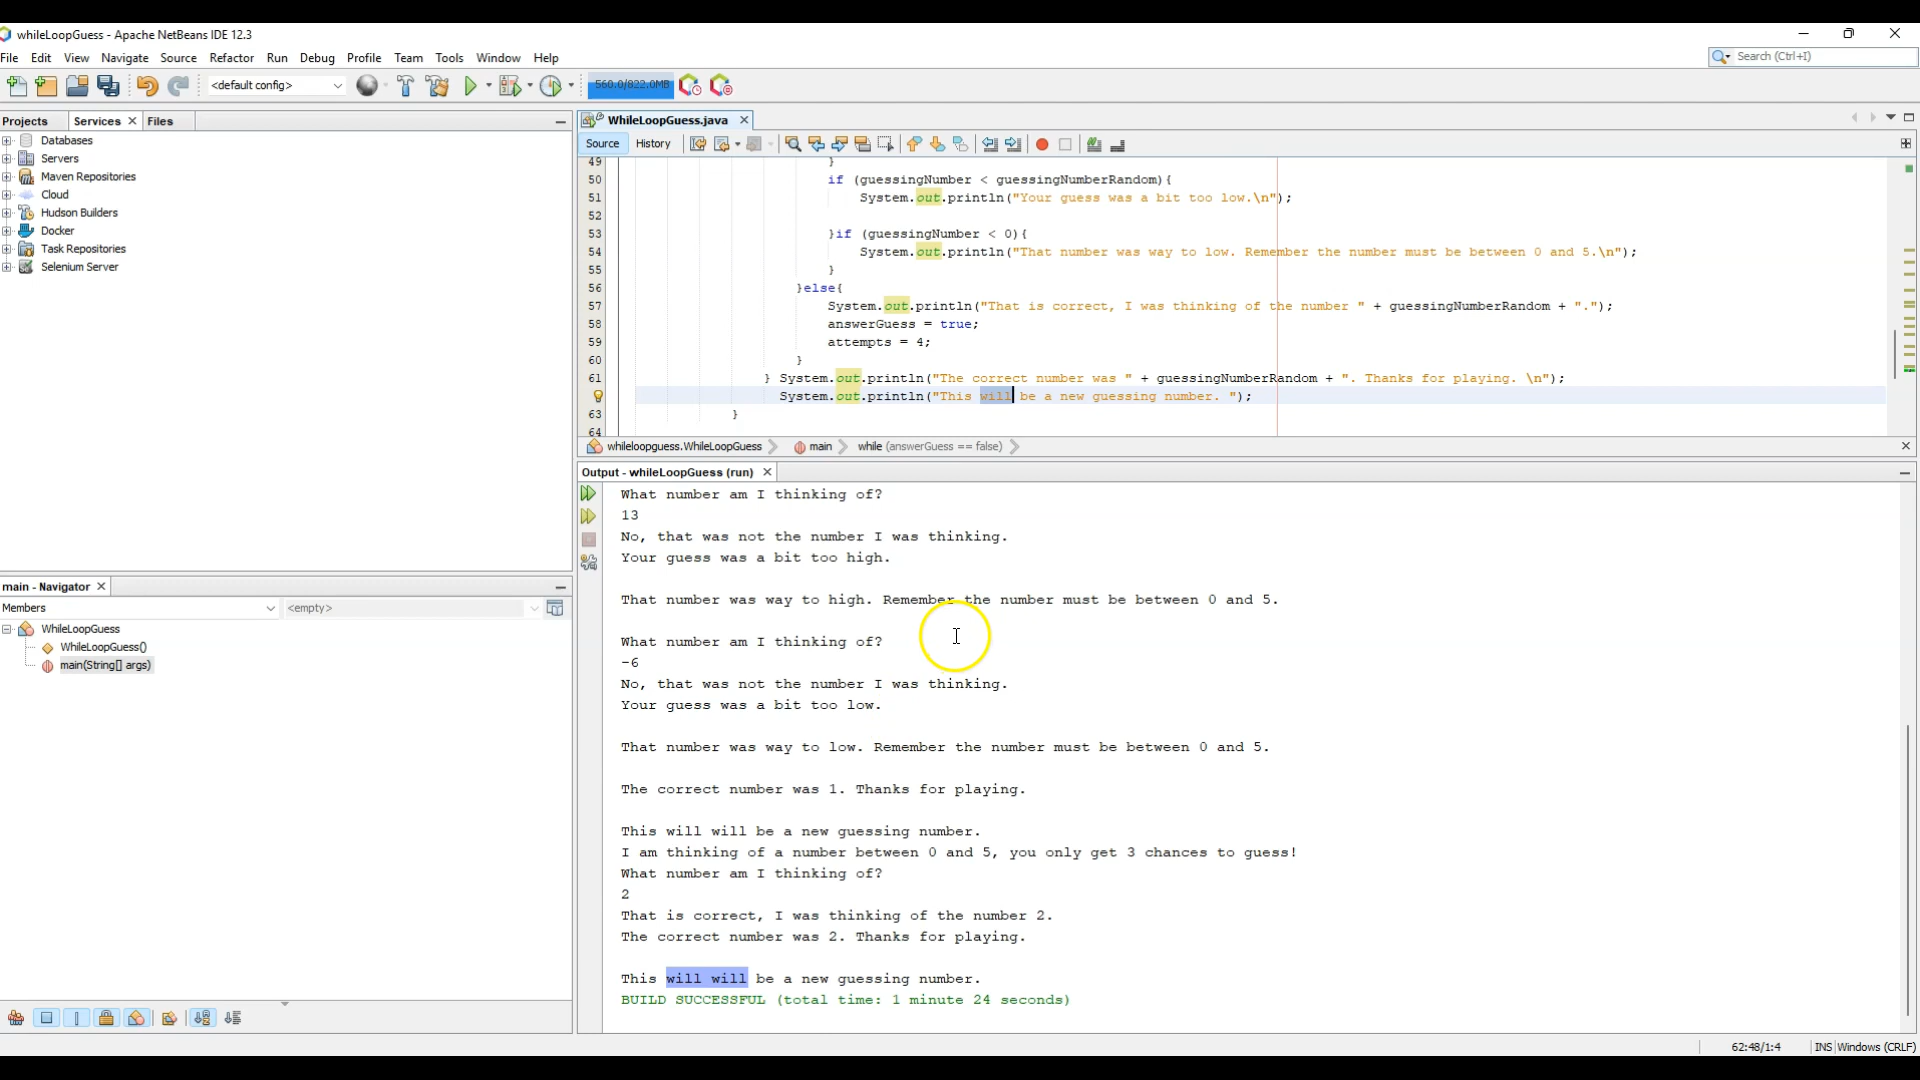 whileLoopGuess - Apache NetBeans IDE 12.3
File Edit View Navigate Source Refactor Run Debug Profile Team Tools Window Help
Search (Ctrl+I)
<default config>
560.0/822.0MB
Projects Services Files
Databases
Servers
Maven Repositories
Cloud
Hudson Builders
Docker
Task Repositories
Selenium Server
main - Navigator
Members
<empty>
WhileLoopGuess
WhileLoopGuess()
main(String[] args)
WhileLoopGuess.java
Source History
49 }
50 if (guessingNumber < guessingNumberRandom){
51 System.out.println("Your guess was a bit too low.\n");
52
53 }if (guessingNumber < 0){
54 System.out.println("That number was way to low. Remember the number must be between 0 and 5.\n");
55 }
56 }else{
57 System.out.println("That is correct, I was thinking of the number " + guessingNumberRandom + ".");
58 answerGuess = true;
59 attempts = 4;
60 }
61 } System.out.println("The correct number was " + guessingNumberRandom + ". Thanks for playing. \n");
System.out.println("This will be a new guessing number. ");
63 }
64
whileloopguess.WhileLoopGuess main while (answerGuess == false)
Output - whileLoopGuess (run)
What number am I thinking of?
13
No, that was not the number I was thinking.
Your guess was a bit too high.
That number was way to high. Remember the number must be between 0 and 5.
What number am I thinking of?
-6
No, that was not the number I was thinking.
Your guess was a bit too low.
That number was way to low. Remember the number must be between 0 and 5.
The correct number was 1. Thanks for playing.
This will will be a new guessing number.
I am thinking of a number between 0 and 5, you only get 3 chances to guess!
What number am I thinking of?
2
That is correct, I was thinking of the number 2.
The correct number was 2. Thanks for playing.
This will will be a new guessing number.
BUILD SUCCESSFUL (total time: 1 minute 24 seconds)
62:48/1:4 INS Windows (CRLF)